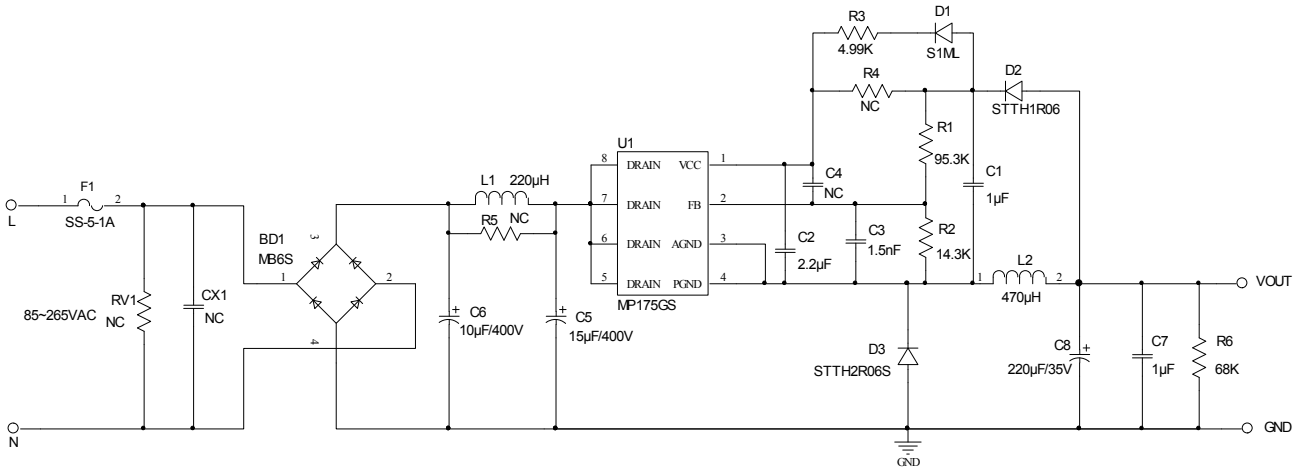 R3
4.99K
D1
S1ML
R4
NC
D2
STTH1R06
R1
95.3K
C1
1µF
U1
8 DRAIN VCC 1
7 DRAIN FB 2
6 DRAIN AGND 3
5 DRAIN PGND 4
MP175GS
C4
NC
C2
2.2µF
C3
1.5nF
R2
14.3K
L
F1
1 2
SS-5-1A
L1 220µH
R5 NC
BD1
MB6S
3
1
2
4
RV1
NC
85~265VAC
CX1
NC
C6
10µF/400V
C5
15µF/400V
1 L2 2
470µH
VOUT
D3
STTH2R06S
C8
220µF/35V
C7
1µF
R6
68K
N
GND
GND